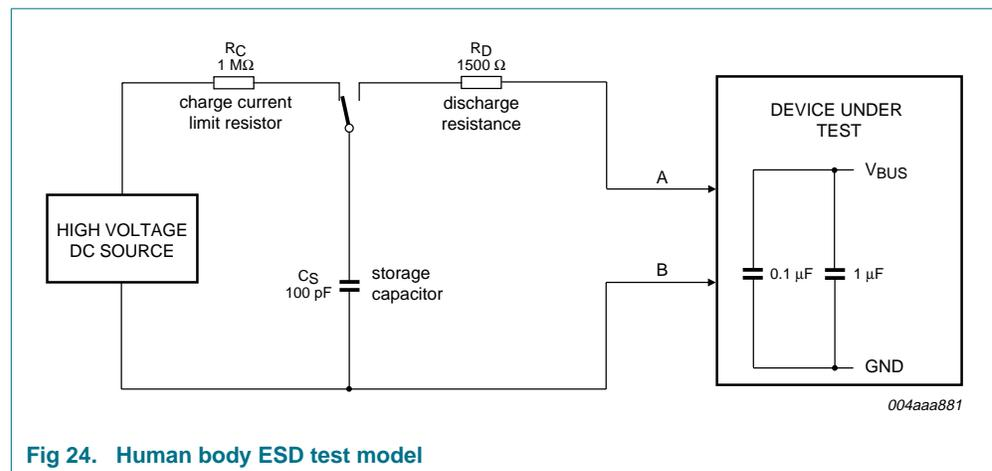 RC
1 MΩ
charge current
limit resistor
RD
1500 Ω
discharge
resistance
DEVICE UNDER
TEST
VBUS
A
HIGH VOLTAGE
DC SOURCE
CS
100 pF
storage
capacitor
B
0.1 μF
1 μF
GND
004aaa881
Fig 24. Human body ESD test model